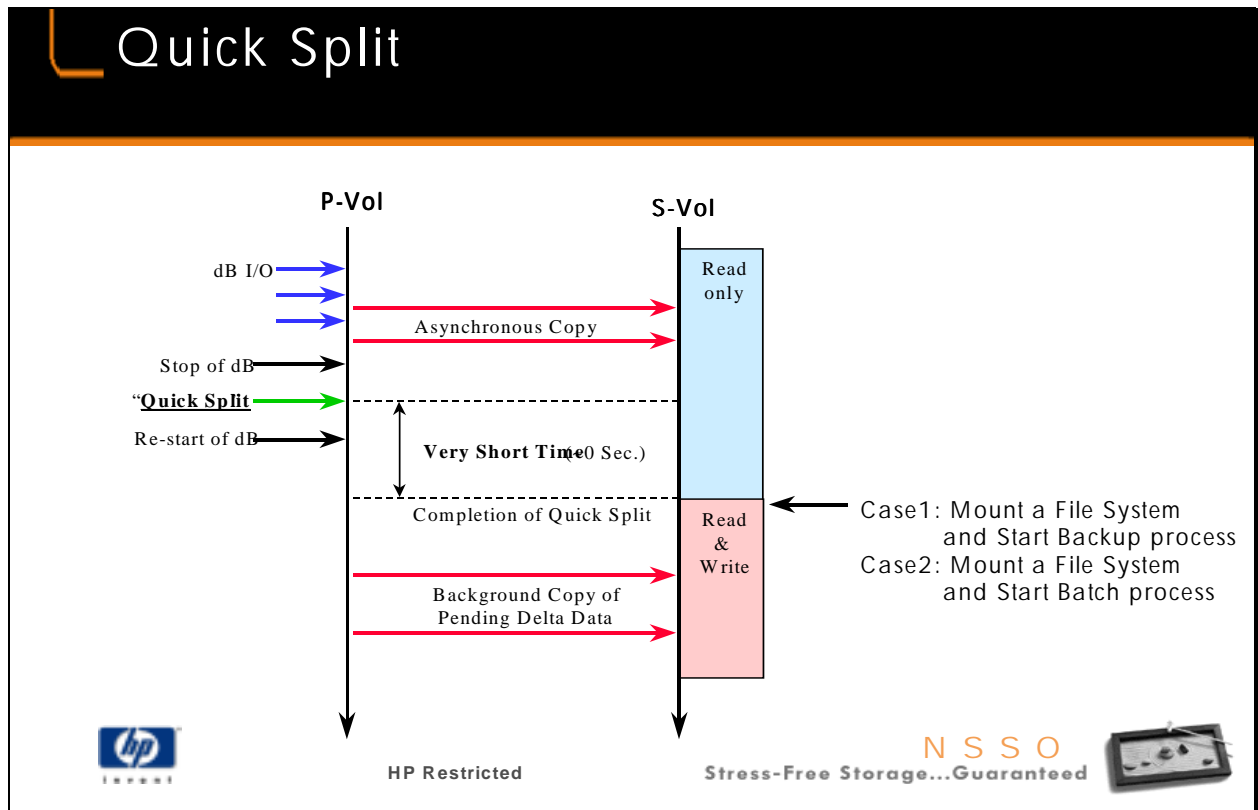 Quick Split
P-Vol
S-Vol
dB I/O
Read
only
Asynchronous Copy
Stop of dB
“Quick Split
Re-start of dB
Very Short Time (~0 Sec.)
Completion of Quick Split
Read
&
Write
Case1: Mount a File System
and Start Backup process
Case2: Mount a File System
and Start Batch process
Background Copy of
Pending Delta Data
hp
invent
HP Restricted
NSSO
Stress-Free Storage...Guaranteed